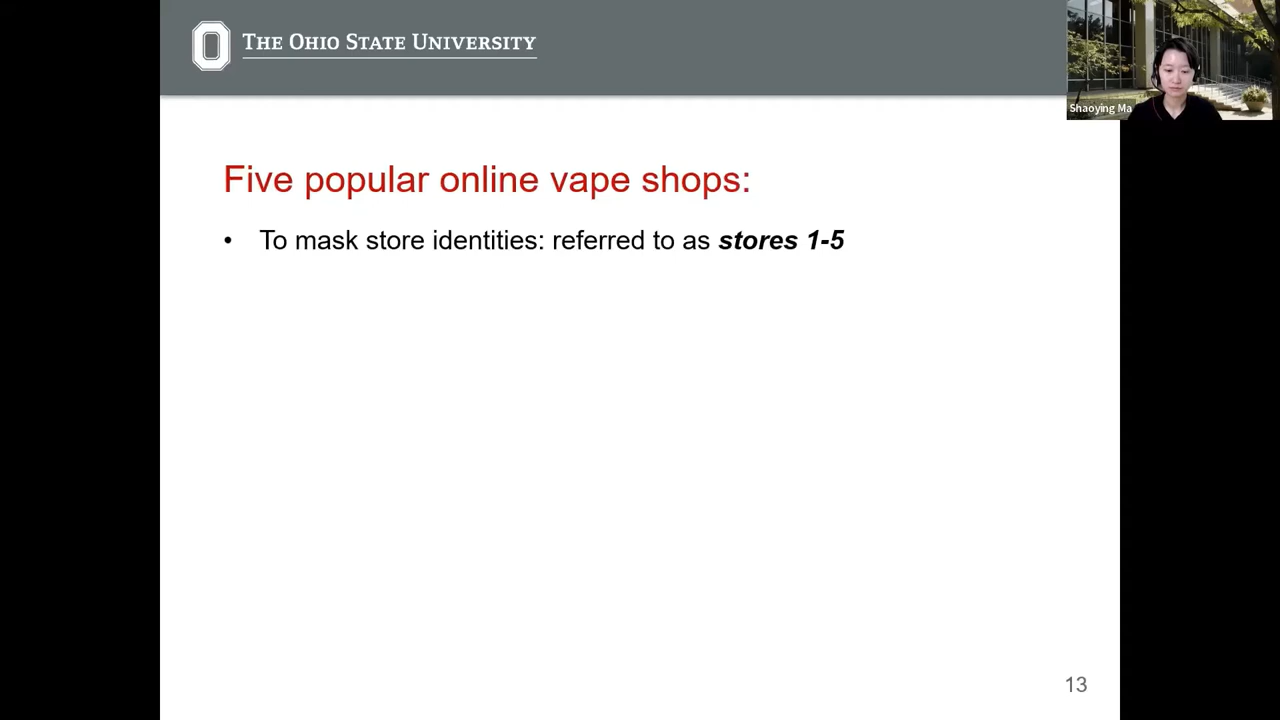 THE OHIO STATE UNIVERSITY
Shaoying Ma
Five popular online vape shops:
• To mask store identities: referred to as stores 1-5
13